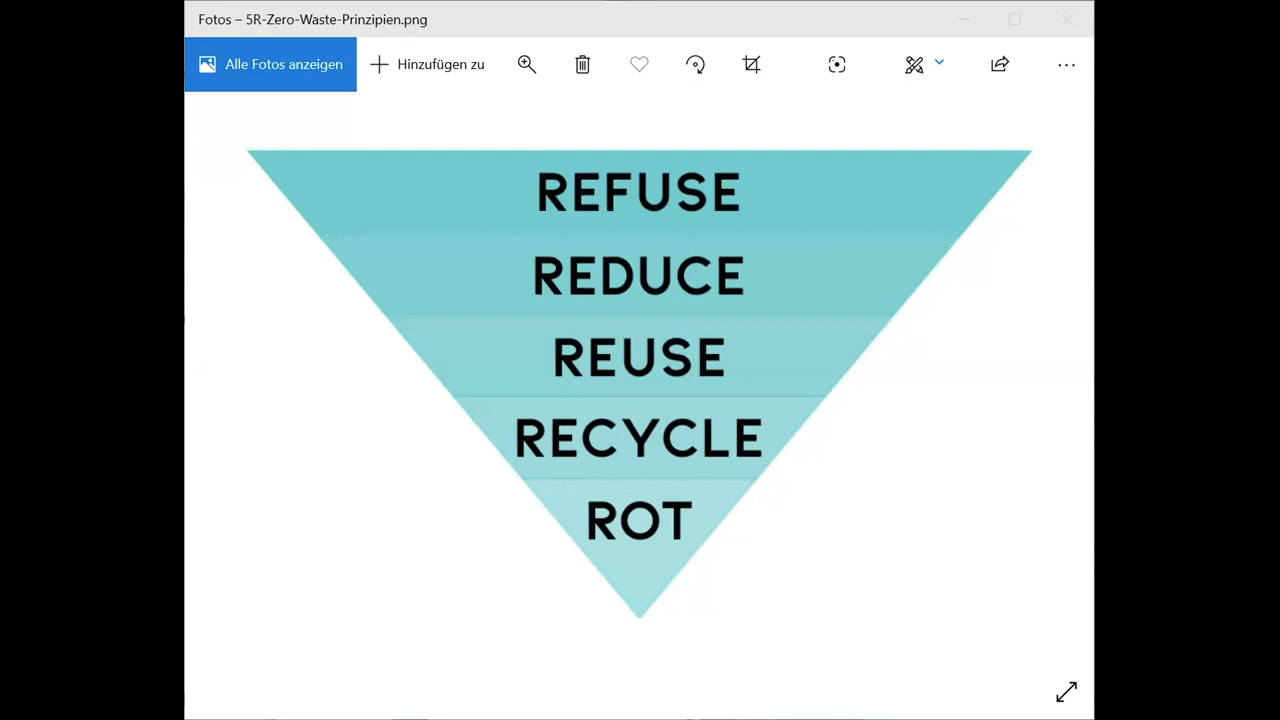 Fotos – 5R-Zero-Waste-Prinzipien.png
Alle Fotos anzeigen
Hinzufügen zu
REFUSE
REDUCE
REUSE
RECYCLE
ROT